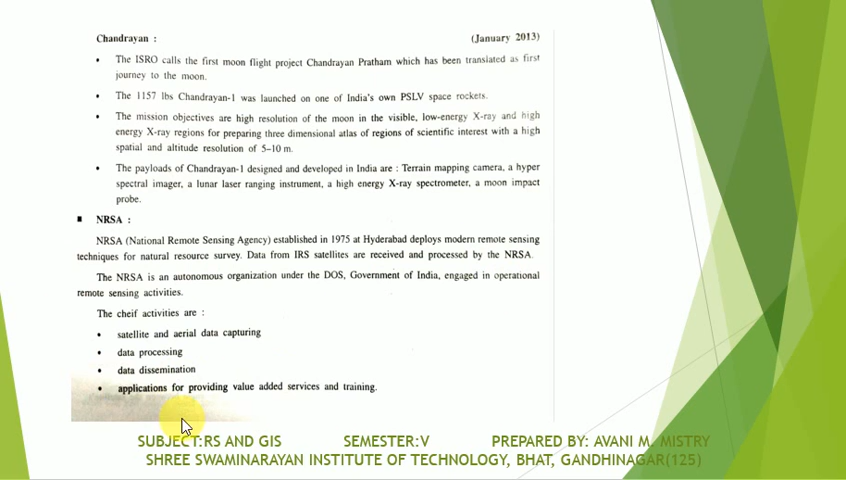 Chandrayan : (January 2013)
• The ISRO calls the first moon flight project Chandrayan Pratham which has been translated as first
journey to the moon.
• The 1157 lbs Chandrayan-1 was launched on one of India's own PSLV space rockets.
• The mission objectives are high resolution of the moon in the visible, low-energy X-ray and high
energy X-ray regions for preparing three dimensional atlas of regions of scientific interest with a high
spatial and altitude resolution of 5-10 m.
• The payloads of Chandrayan-1 designed and developed in India are : Terrain mapping camera, a hyper
spectral imager, a lunar laser ranging instrument, a high energy X-ray spectrometer, a moon impact
probe.
■ NRSA :
NRSA (National Remote Sensing Agency) established in 1975 at Hyderabad deploys modern remote sensing
techniques for natural resource survey. Data from IRS satellites are received and processed by the NRSA.
The NRSA is an autonomous organization under the DOS, Government of India, engaged in operational
remote sensing activities.
The cheif activities are :
• satellite and aerial data capturing
• data processing
• data dissemination
• applications for providing value added services and training.
SUBJECT:RS AND GIS SEMESTER:V PREPARED BY: AVANI M. MISTRY
SHREE SWAMINARAYAN INSTITUTE OF TECHNOLOGY, BHAT, GANDHINAGAR(125)